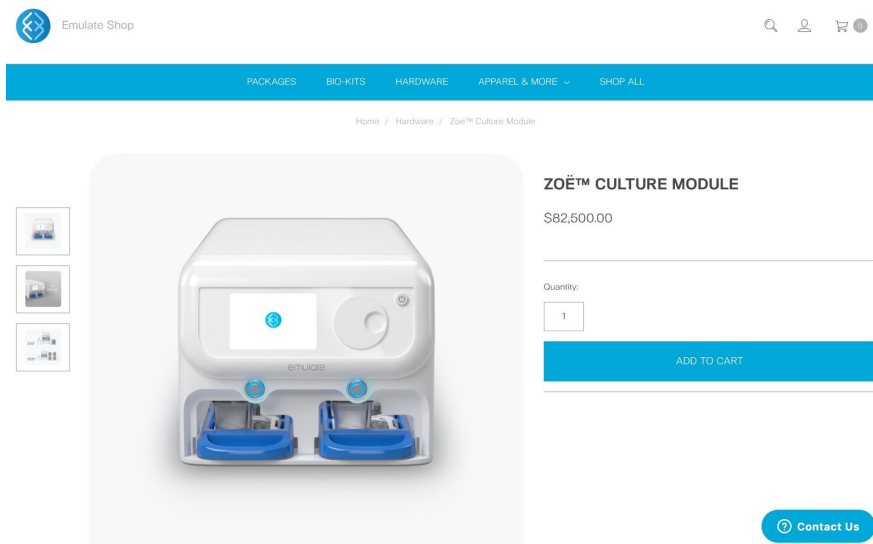 Emulate Shop
0
PACKAGES BIO-KITS HARDWARE APPAREL & MORE SHOP ALL
Home / Hardware / Zoë™ Culture Module
ZOË™ CULTURE MODULE
$82,500.00
Quantity:
1
ADD TO CART
emulate
Contact Us